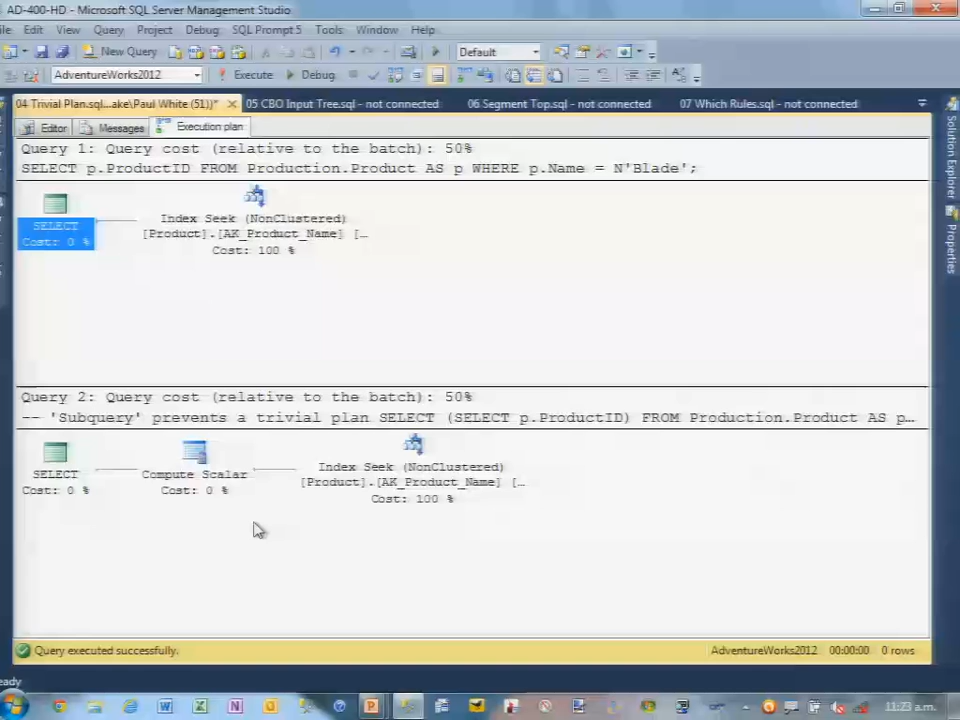 AD-400-HD - Microsoft SQL Server Management Studio
File Edit View Query Project Debug SQL Prompt 5 Tools Window Help
New Query Default
AdventureWorks2012 Execute Debug
04 Trivial Plan.sql...ake\Paul White (51))* 05 CBO Input Tree.sql - not connected 06 Segment Top.sql - not connected 07 Which Rules.sql - not connected
Editor Messages Execution plan
Query 1: Query cost (relative to the batch): 50%
SELECT p.ProductID FROM Production.Product AS p WHERE p.Name = N'Blade';
SELECT
Cost: 0 %
Index Seek (NonClustered)
[Product].[AK_Product_Name] [...
Cost: 100 %
Query 2: Query cost (relative to the batch): 50%
-- 'Subquery' prevents a trivial plan SELECT (SELECT p.ProductID) FROM Production.Product AS p...
SELECT
Cost: 0 %
Compute Scalar
Cost: 0 %
Index Seek (NonClustered)
[Product].[AK_Product_Name] [...
Cost: 100 %
Solution Explorer
Properties
Query executed successfully. AdventureWorks2012 00:00:00 0 rows
eady
11:23 a.m.